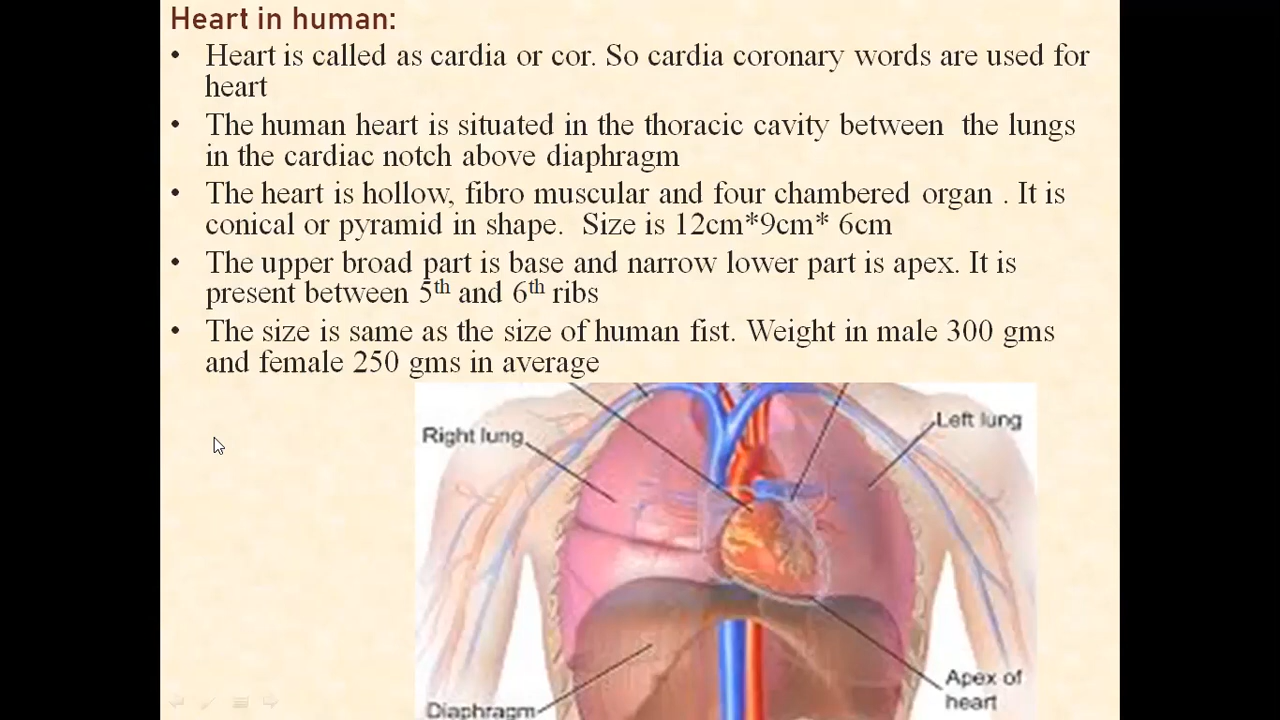 Heart in human:
• Heart is called as cardia or cor. So cardia coronary words are used for
heart
• The human heart is situated in the thoracic cavity between the lungs
in the cardiac notch above diaphragm
• The heart is hollow, fibro muscular and four chambered organ . It is
conical or pyramid in shape. Size is 12cm*9cm* 6cm
• The upper broad part is base and narrow lower part is apex. It is
present between 5th and 6th ribs
• The size is same as the size of human fist. Weight in male 300 gms
and female 250 gms in average
Right lung
Left lung
Apex of
heart
Diaphragm